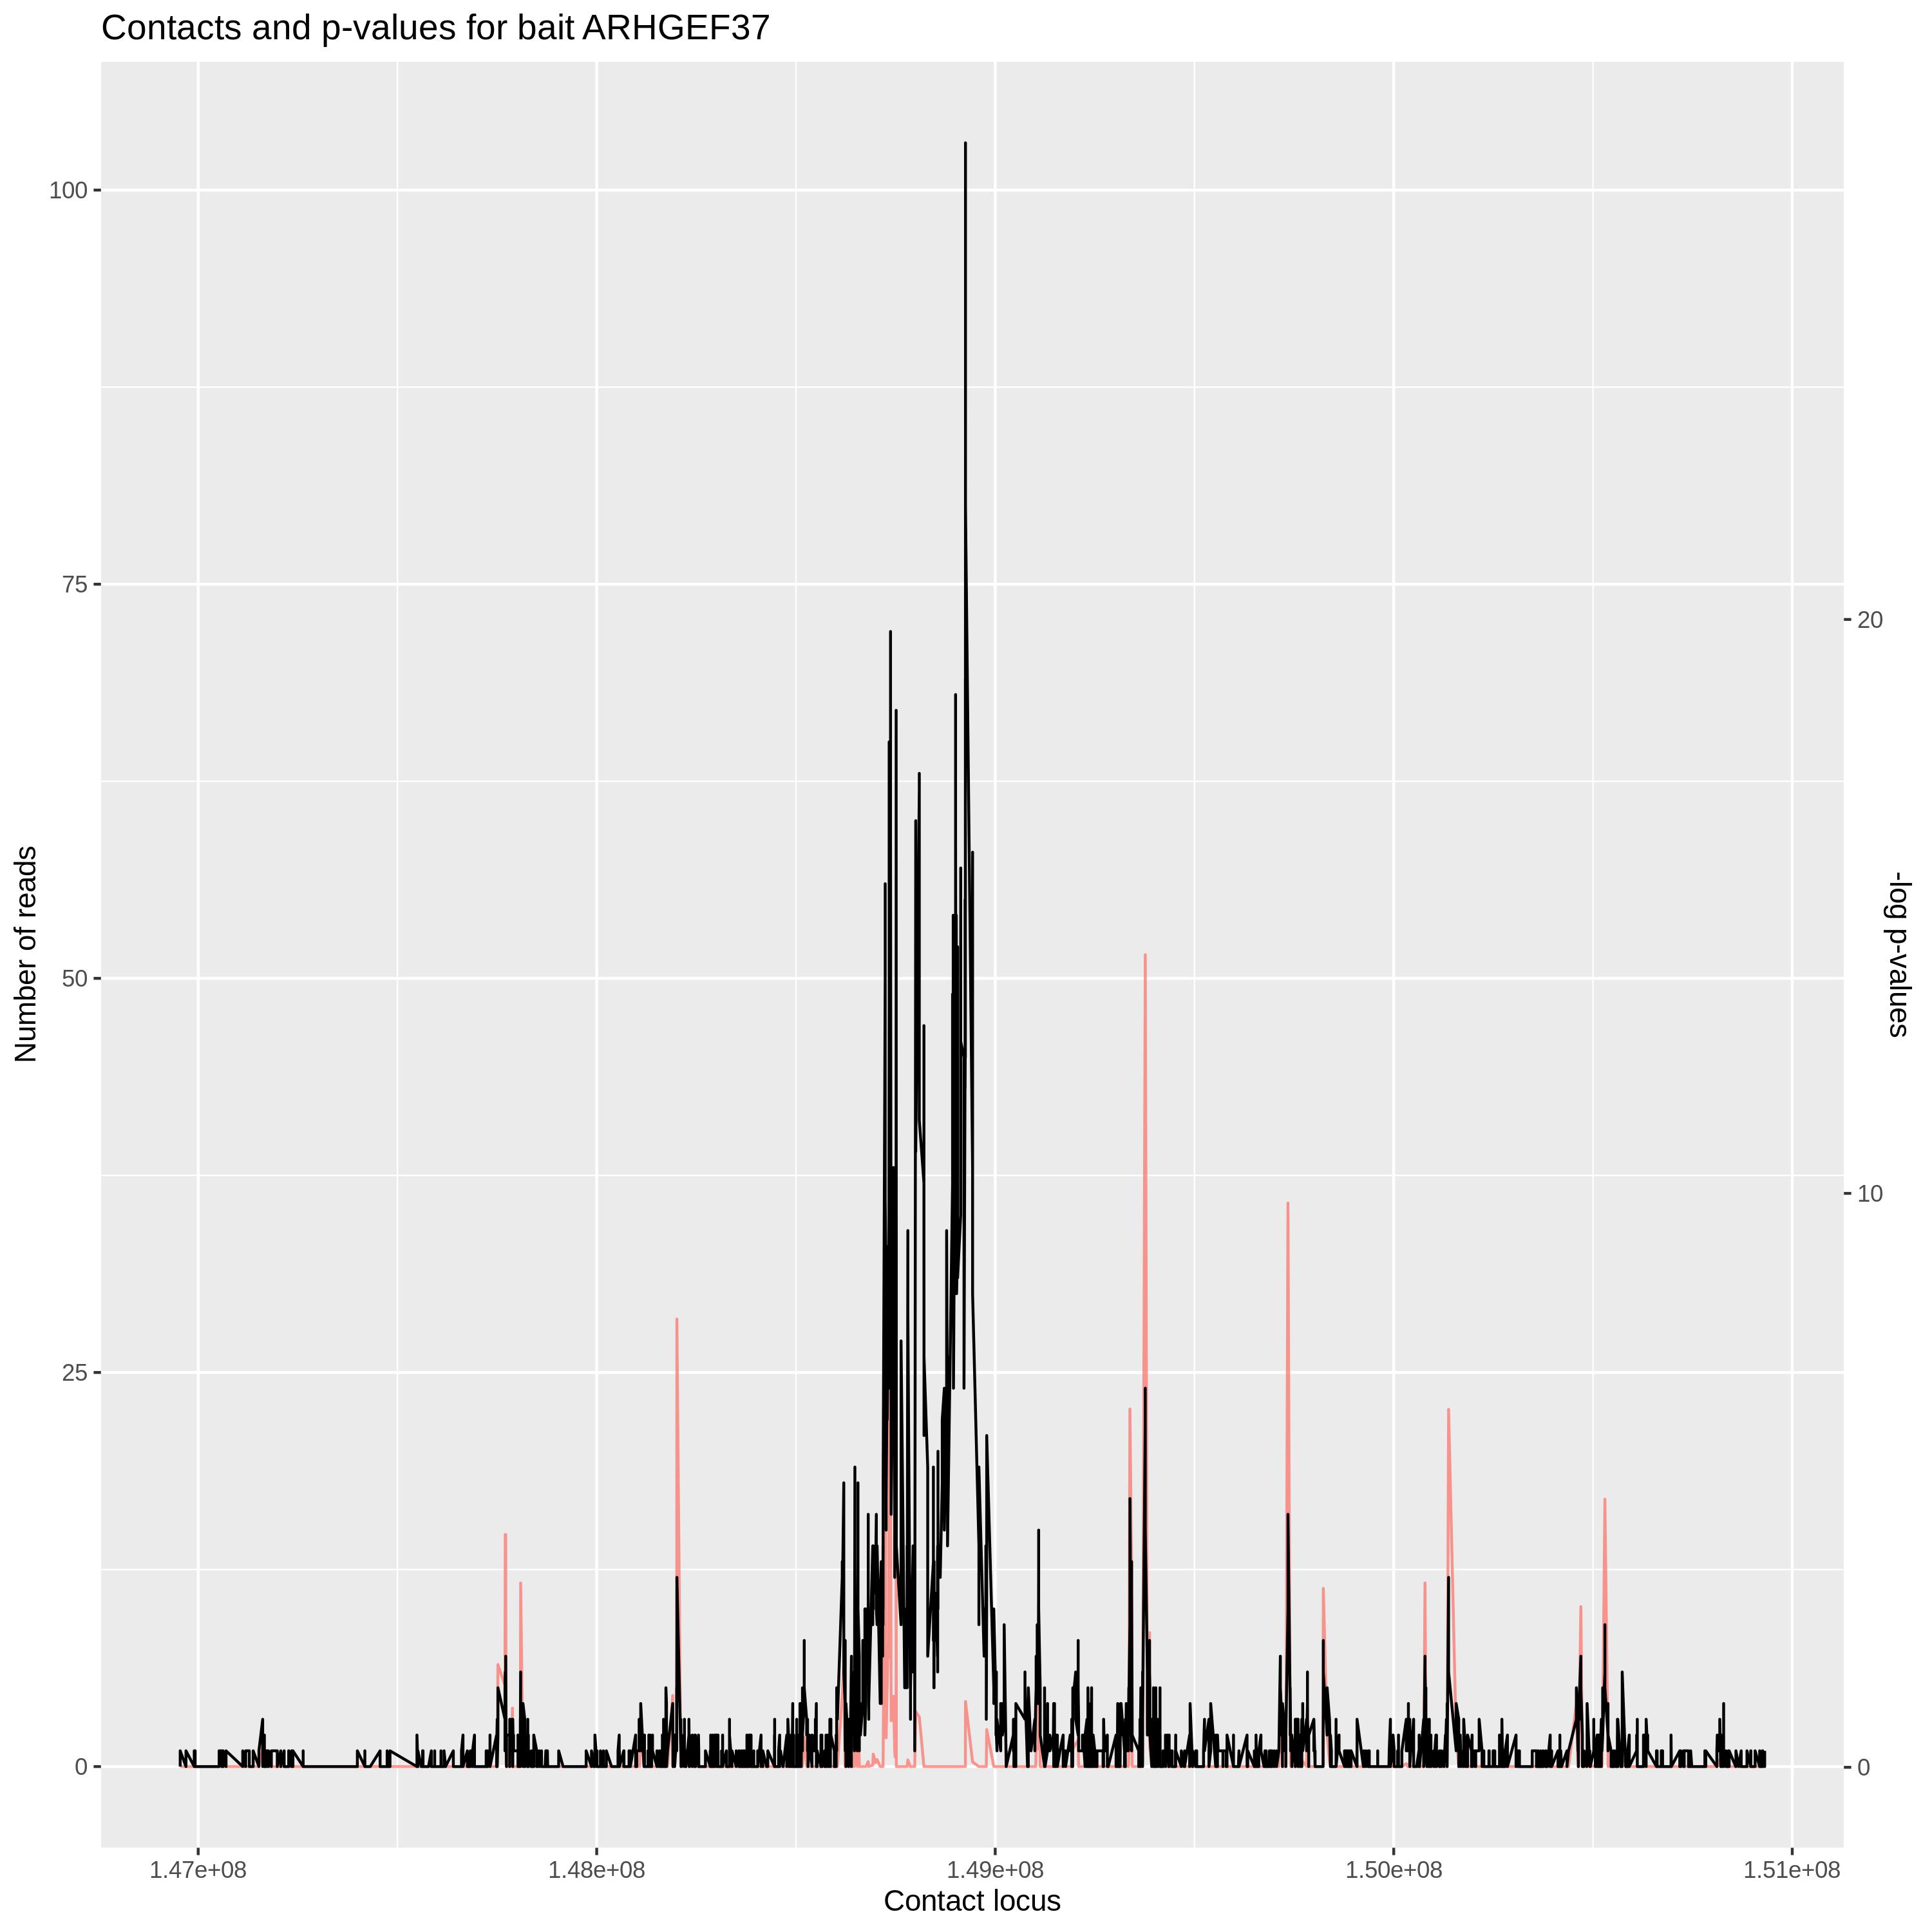 Contacts and p-values for bait ARHGEF37
100
75
50
25
0
Number of reads
20
10
0
-log p-values
1.47e+08
1.48e+08
1.49e+08
1.50e+08
1.51e+08
Contact locus